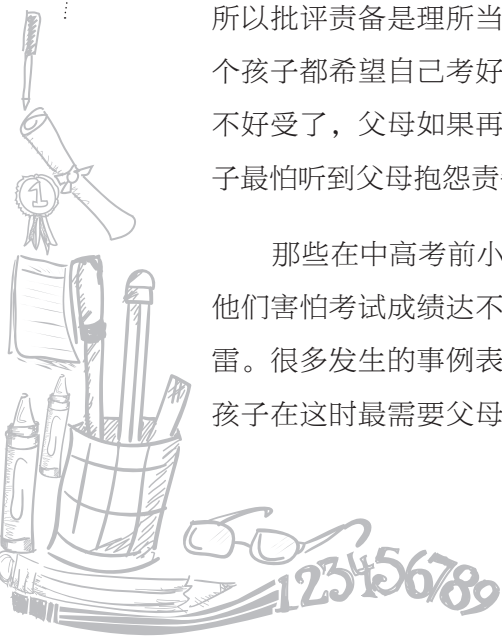 所以批评责备是理所当
个孩子都希望自己考好
不好受了，父母如果再
子最怕听到父母抱怨责
那些在中高考前小
他们害怕考试成绩达不
雷。很多发生的事例表
孩子在这时最需要父母
1
123456789